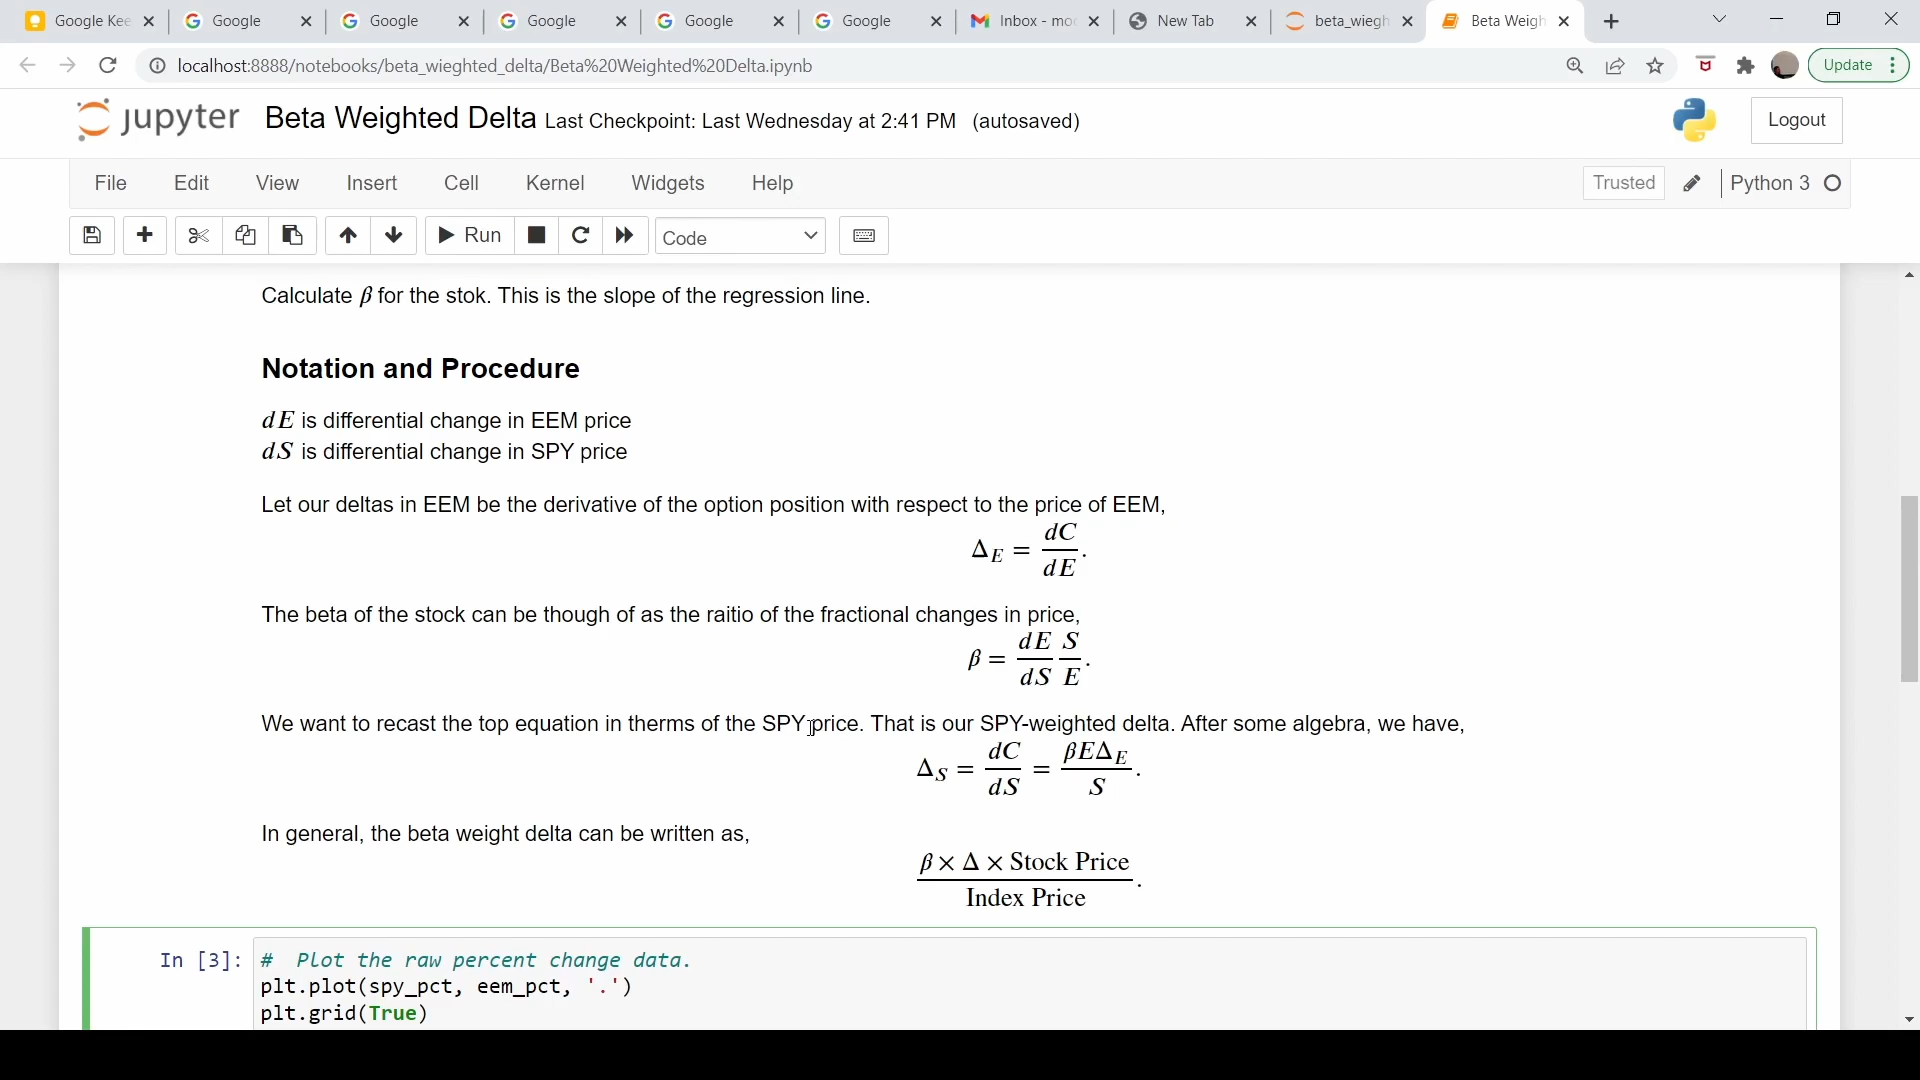 Google Kee
Google
Google
Google
Google
Google
Inbox - mo
New Tab
beta_wiegh
Beta Weigh
localhost:8888/notebooks/beta_wieghted_delta/Beta%20Weighted%20Delta.ipynb
Update
jupyter Beta Weighted Delta Last Checkpoint: Last Wednesday at 2:41 PM (autosaved)
Logout
File Edit View Insert Cell Kernel Widgets Help
Trusted Python 3
Run Code
Calculate β for the stok. This is the slope of the regression line.
Notation and Procedure
dE is differential change in EEM price
dS is differential change in SPY price
Let our deltas in EEM be the derivative of the option position with respect to the price of EEM,
Δ_E = dC/dE.
The beta of the stock can be though of as the raitio of the fractional changes in price,
β = dE/dS S/E.
We want to recast the top equation in therms of the SPY price. That is our SPY-weighted delta. After some algebra, we have,
Δ_S = dC/dS = βEΔ_E/S.
In general, the beta weight delta can be written as,
β × Δ × Stock Price
Index Price.
In [3]: # Plot the raw percent change data.
plt.plot(spy_pct, eem_pct, '.')
plt.grid(True)